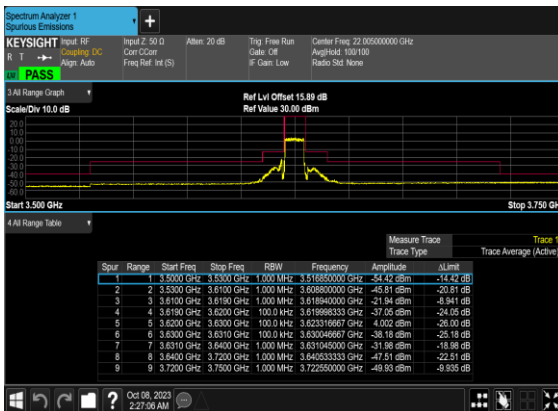 Spectrum Analyzer 1
Spurious Emissions
+
KEYSIGHT Input: RF Input Z: 50 Ω Atten: 20 dB Trig: Free Run Center Freq: 22.005000000 GHz
R T Coupling: DC Corr CCorr Gate: Off Avg|Hold: 100/100
Align: Auto Freq Ref: Int (S) IF Gain: Low Radio Std: None
PASS
3 All Range Graph
Ref Lvl Offset 15.89 dB
Scale/Div 10.0 dB Ref Value 30.00 dBm
20.0
10.0
0.00
-10.0
-20.0
-30.0
-40.0
-50.0
-60.0
Start 3.500 GHz Stop 3.750 GH
4 All Range Table
Measure Trace Trace 1
Trace Type Trace Average (Active)
Spur Range Start Freq Stop Freq RBW Frequency Amplitude ΔLimit
1 1 3.5000 GHz 3.5300 GHz 1.000 MHz 3.516850000 GHz -54.42 dBm -14.42 dB
2 2 3.5300 GHz 3.6100 GHz 1.000 MHz 3.608800000 GHz -45.81 dBm -20.81 dB
3 3 3.6100 GHz 3.6190 GHz 1.000 MHz 3.618940000 GHz -21.94 dBm -8.941 dB
4 4 3.6190 GHz 3.6200 GHz 100.0 kHz 3.619998333 GHz -37.05 dBm -24.05 dB
5 5 3.6200 GHz 3.6300 GHz 100.0 kHz 3.623316667 GHz 4.002 dBm -26.00 dB
6 6 3.6300 GHz 3.6310 GHz 100.0 kHz 3.630046667 GHz -38.18 dBm -25.18 dB
7 7 3.6310 GHz 3.6400 GHz 1.000 MHz 3.631045000 GHz -31.98 dBm -18.98 dB
8 8 3.6400 GHz 3.7200 GHz 1.000 MHz 3.640533333 GHz -47.51 dBm -22.51 dB
9 9 3.7200 GHz 3.7500 GHz 1.000 MHz 3.722550000 GHz -49.93 dBm -9.935 dB
? Oct 08, 2023
2:27:06 AM